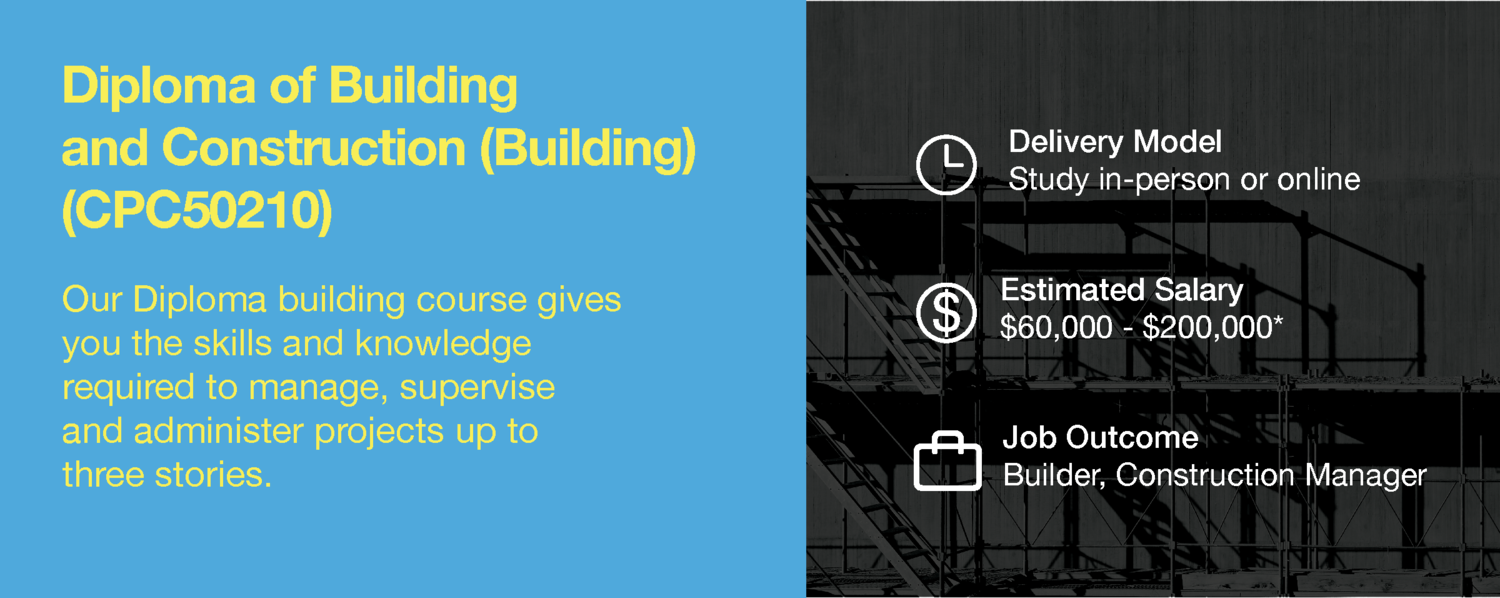 Diploma of Building
and Construction (Building)
(CPC50210)
Our Diploma building course gives
you the skills and knowledge
required to manage, supervise
and administer projects up to
three stories.
Delivery Model
Study in-person or online
$
Estimated Salary
$60,000 - $200,000*
Job Outcome
Builder, Construction Manager